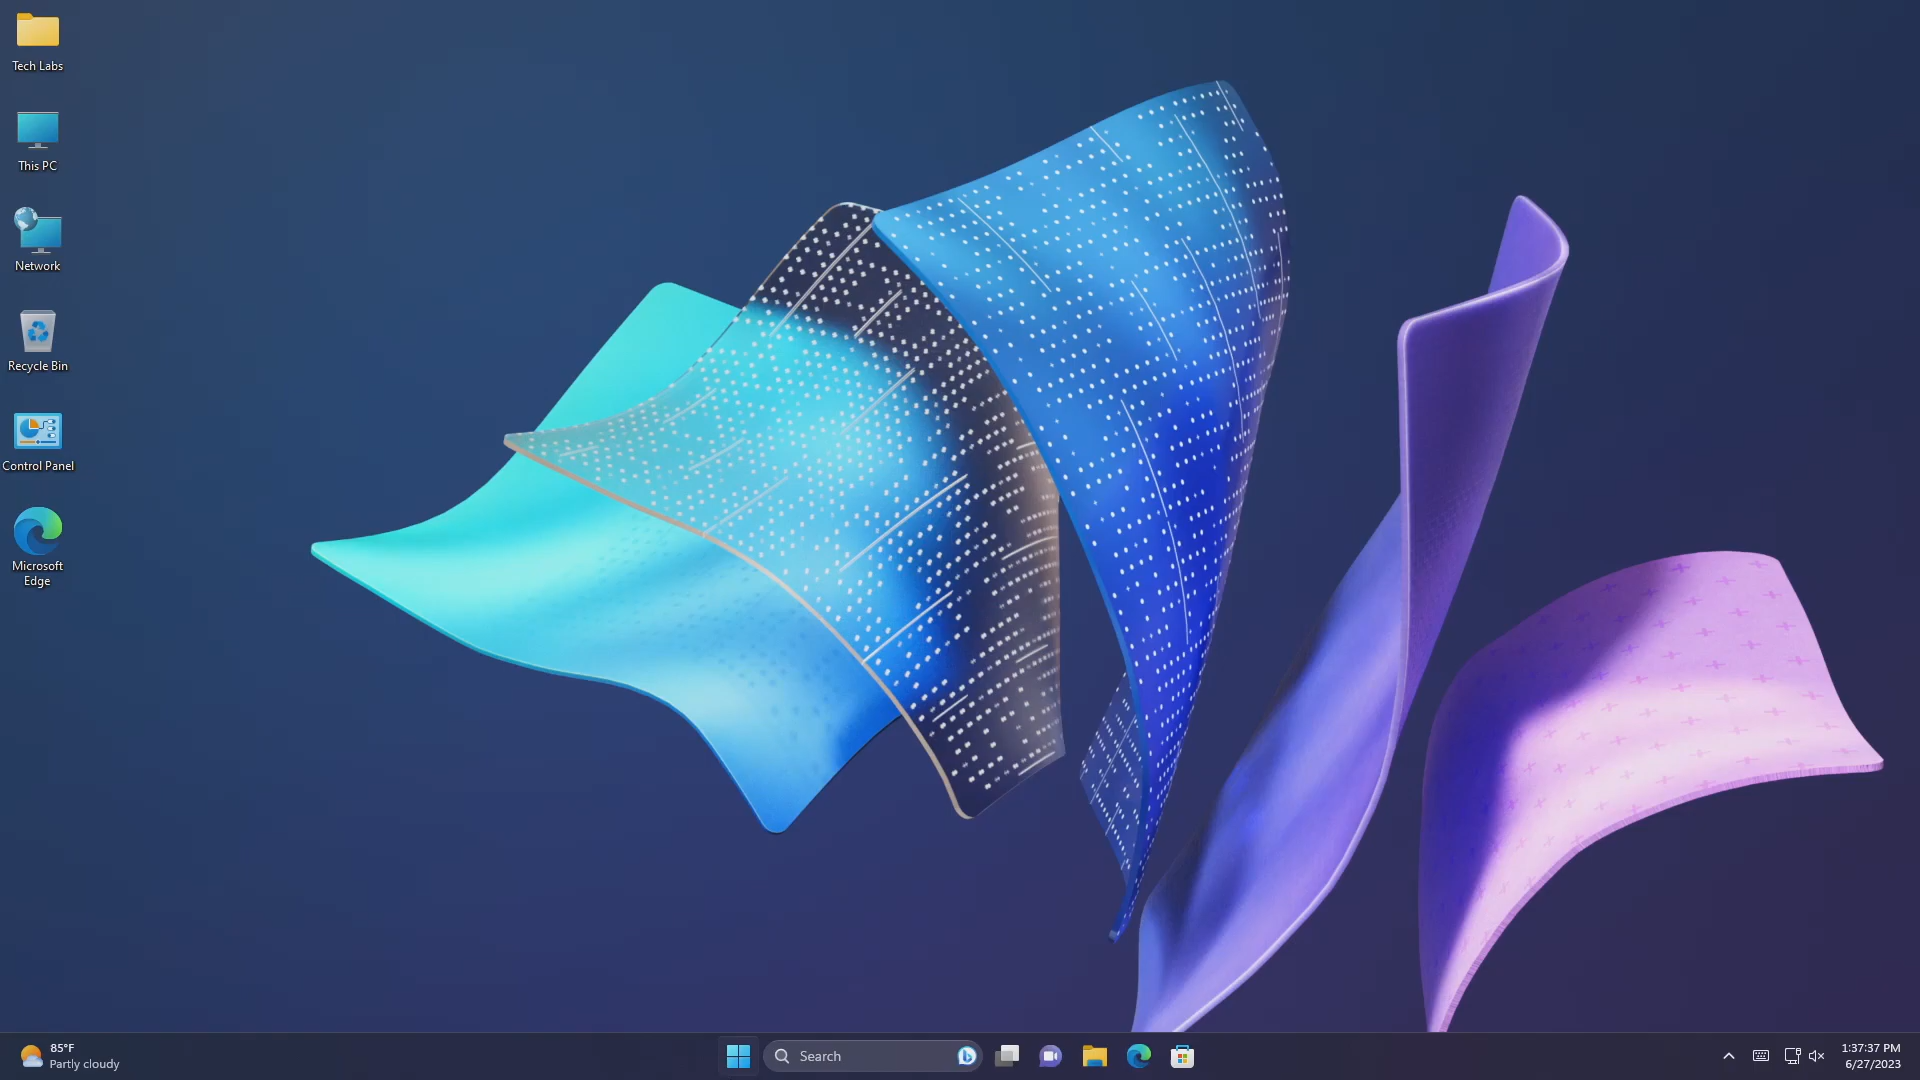 Tech Labs
This PC
Network
Recycle Bin
Control Panel
Microsoft
Edge
85°F
Partly cloudy
Search
1:37:37 PM
6/27/2023